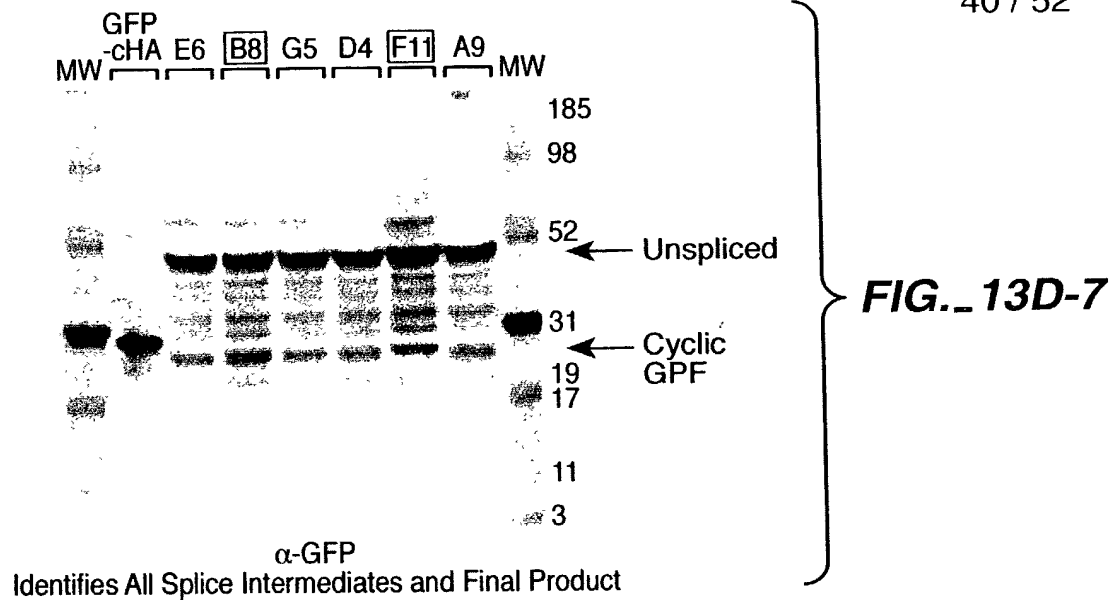 40 / 52
GFP
-cHA
MW
E6
B8
G5
D4
F11
A9
MW
185
98
52
Unspliced
31
Cyclic
GPF
19
17
11
3
FIG._13D-7
α-GFP
Identifies All Splice Intermediates and Final Product